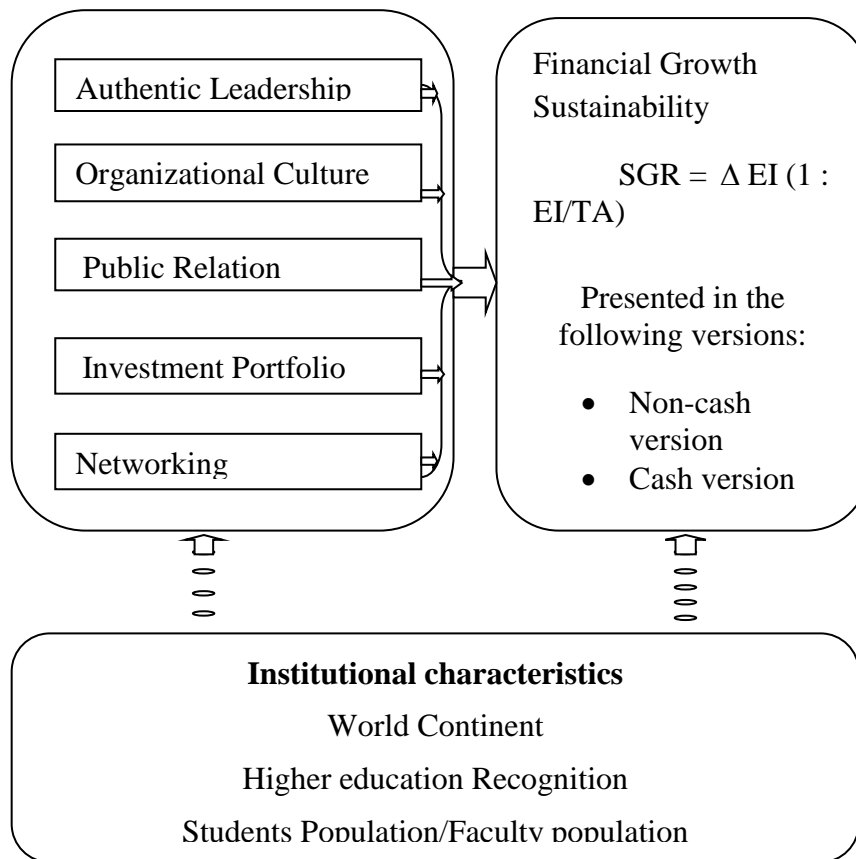 Authentic Leadership
Organizational Culture
Public Relation
Investment Portfolio
Networking
Financial Growth
Sustainability
SGR = Δ EI (1 :
EI/TA)
Presented in the
following versions:
• Non-cash
version
• Cash version
Institutional characteristics
World Continent
Higher education Recognition
Students Population/Faculty population